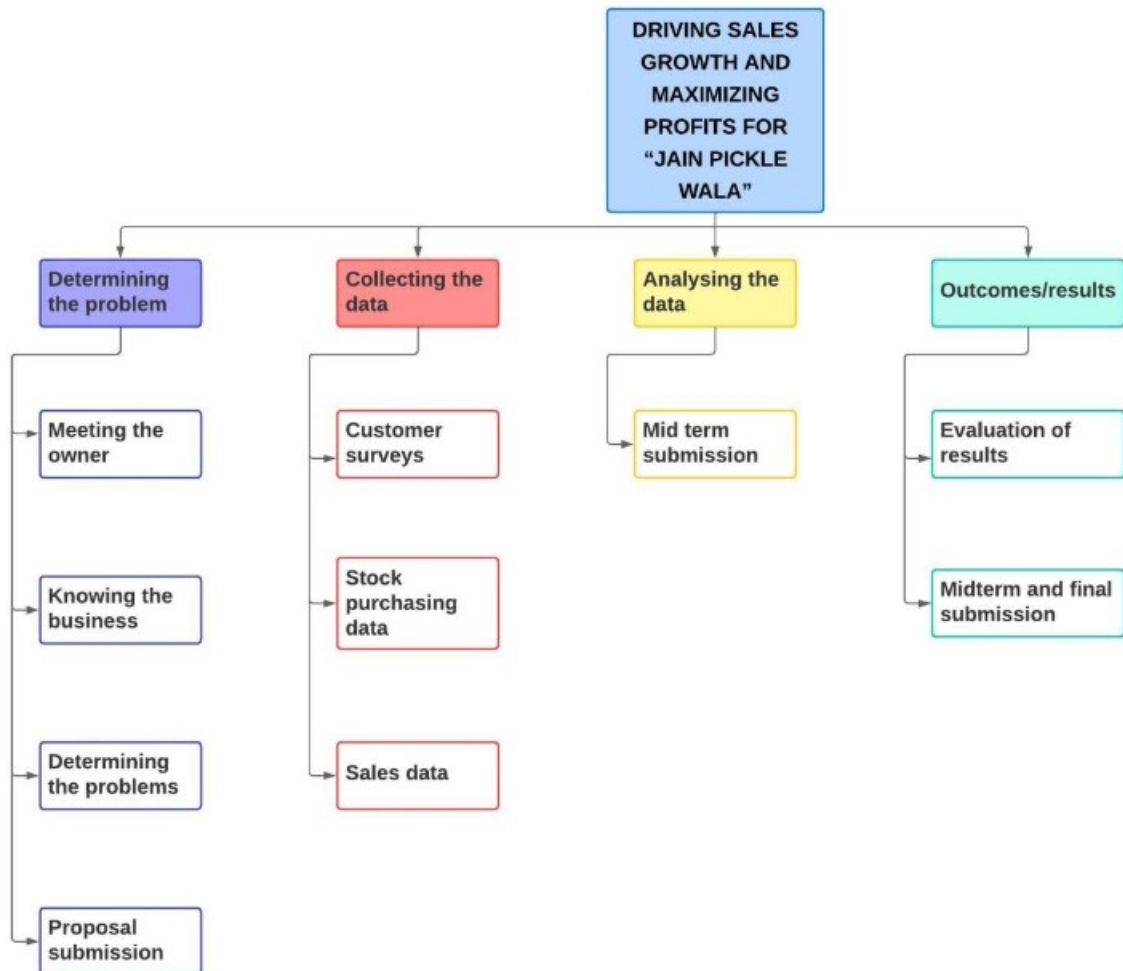 DRIVING SALES
GROWTH AND
MAXIMIZING
PROFITS FOR
“JAIN PICKLE
WALA”
Determining
the problem
Collecting the
data
Analysing the
data
Outcomes/results
Meeting the
owner
Knowing the
business
Determining
the problems
Proposal
submission
Customer
surveys
Stock
purchasing
data
Sales data
Mid term
submission
Evaluation of
results
Midterm and final
submission